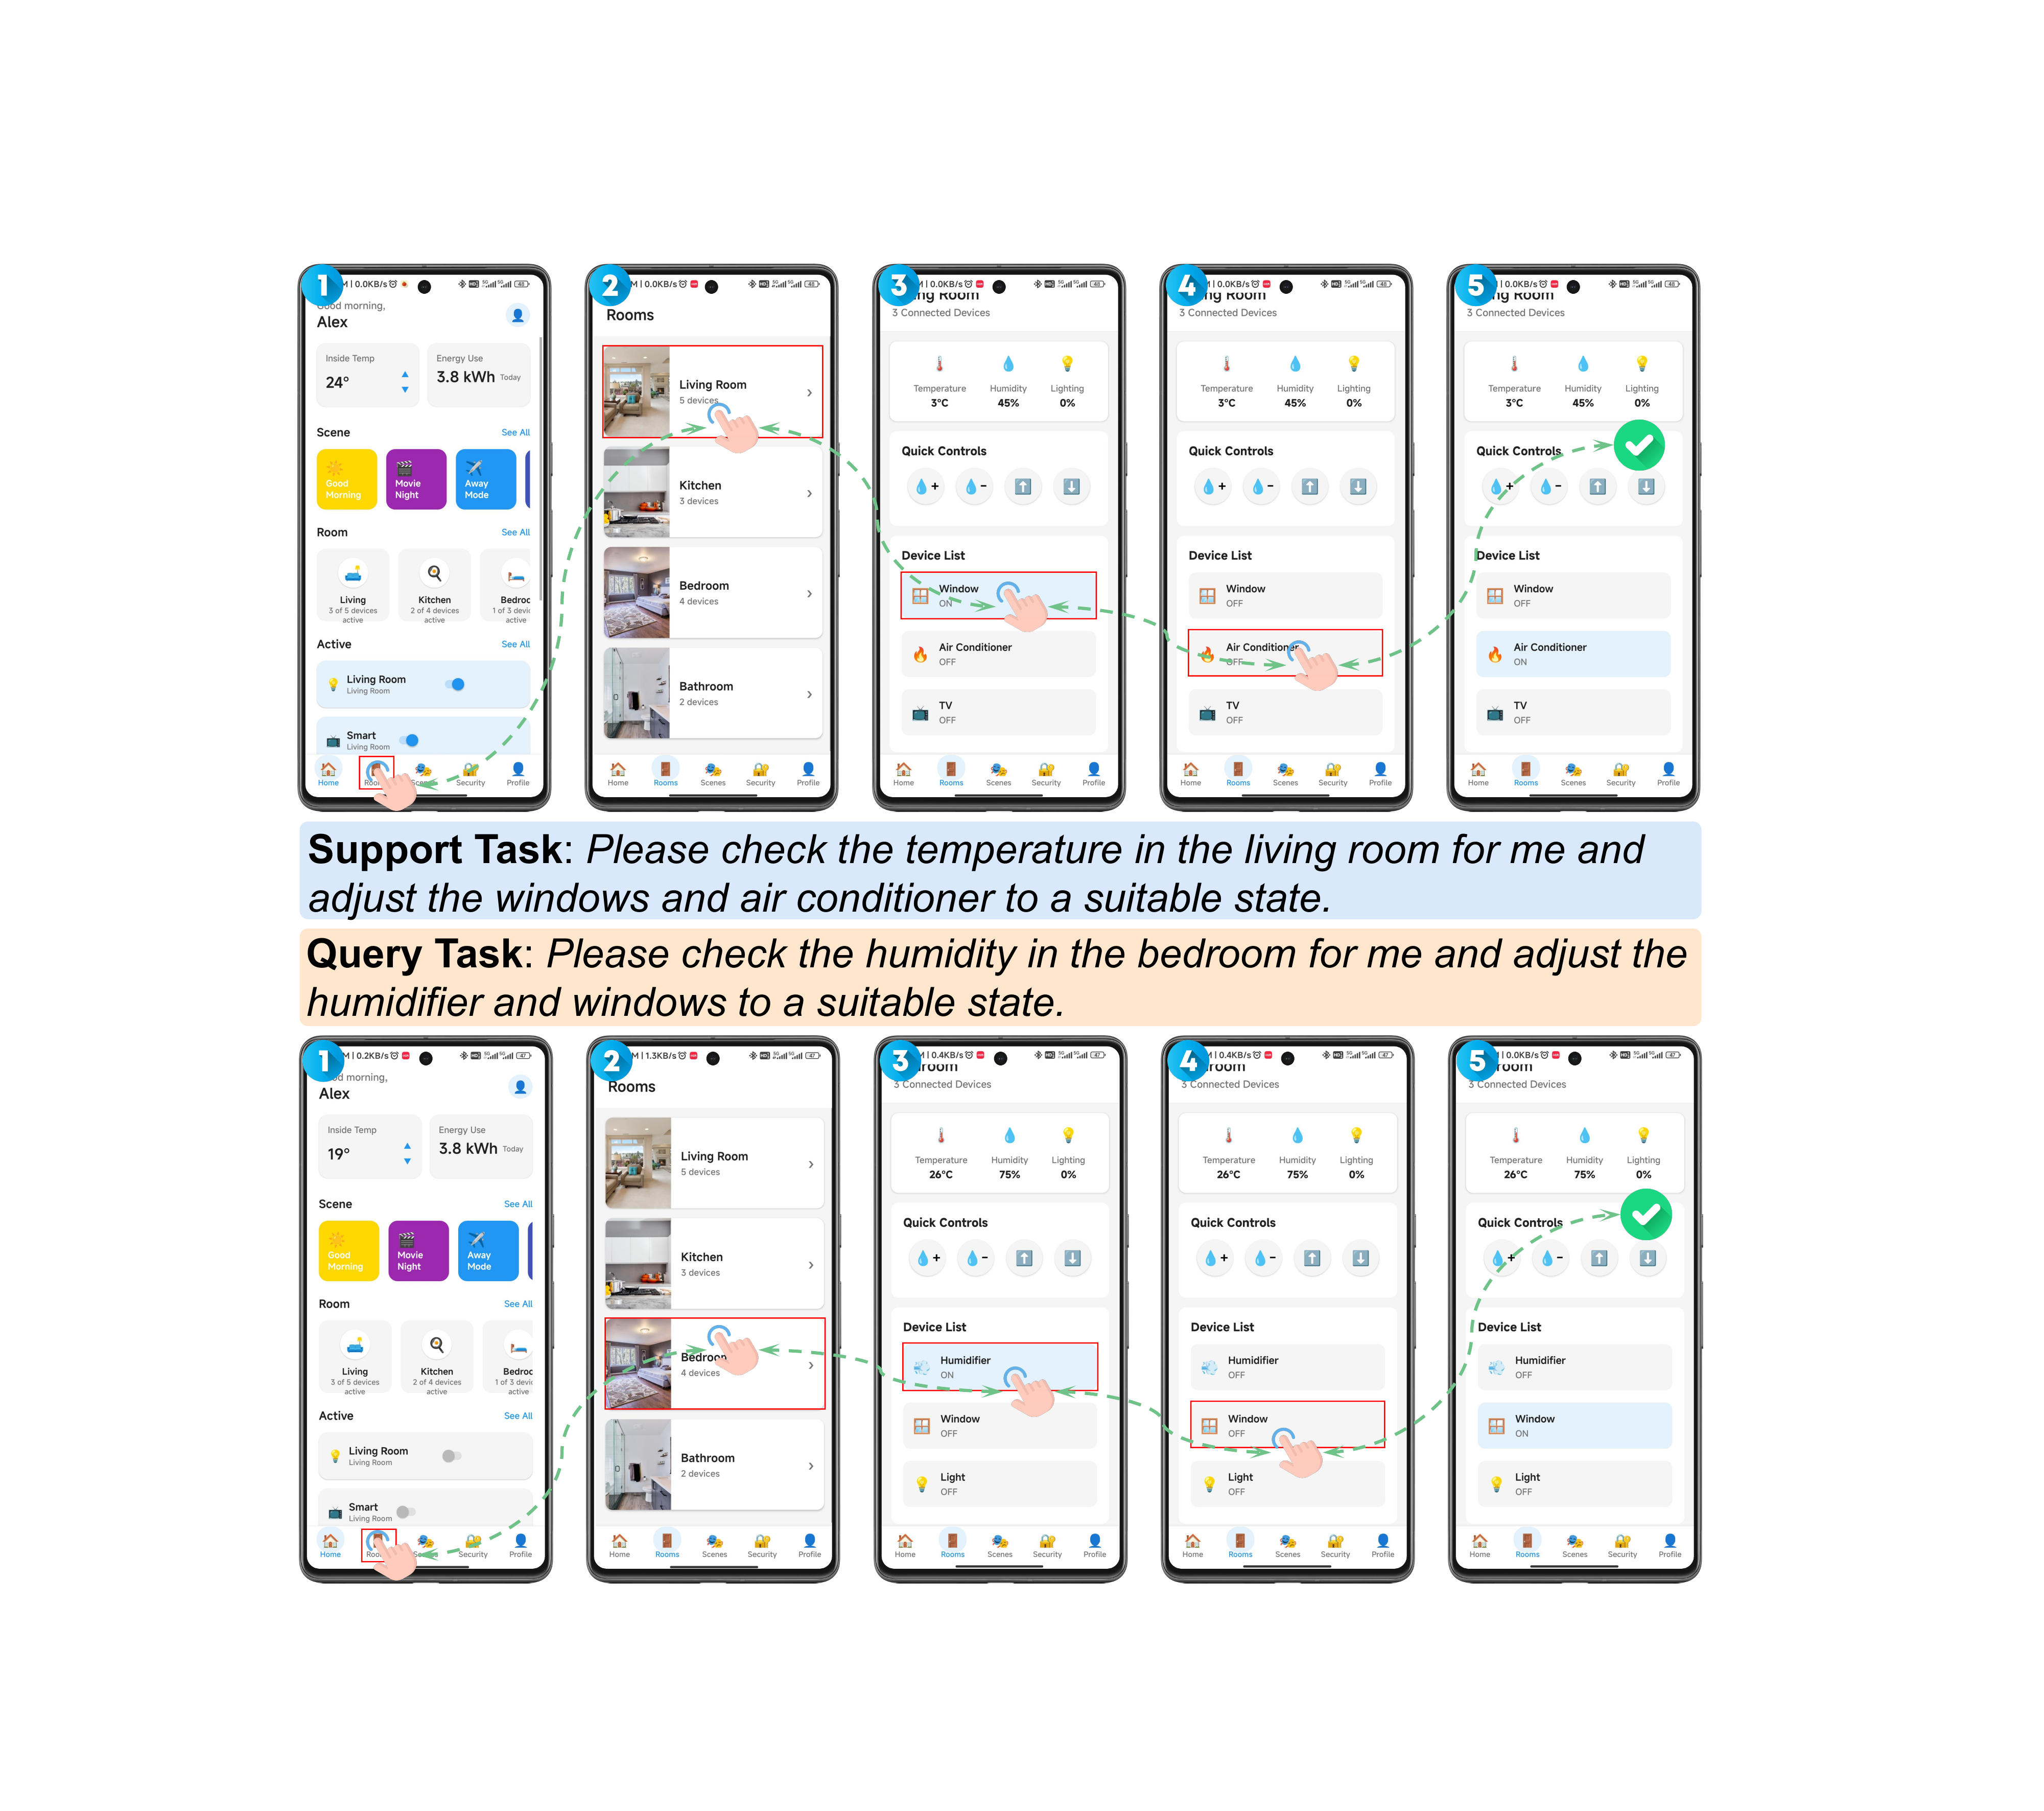 1
M | 0.0KB/s
Good morning,
Alex
Inside Temp
24°
Energy Use
3.8 kWh Today
Scene
See All
Good Morning
Movie Night
Away Mode
Room
See All
Living
3 of 5 devices active
Kitchen
2 of 4 devices active
Bedroo
1 of 3 devic active
Active
See All
Living Room
Living Room
Smart
Living Room
Home
Scenes
Security
Profile
2
M | 0.0KB/s
Rooms
Living Room
5 devices
Kitchen
3 devices
Bedroom
4 devices
Bathroom
2 devices
Home
Rooms
Scenes
Security
Profile
3
M | 0.0KB/s
ng Room
3 Connected Devices
Temperature
3°C
Humidity
45%
Lighting
0%
Quick Controls
+
-
Device List
Window
ON
Air Conditioner
OFF
TV
OFF
Home
Rooms
Scenes
Security
Profile
4
M | 0.0KB/s
ng Room
3 Connected Devices
Temperature
3°C
Humidity
45%
Lighting
0%
Quick Controls
+
-
Device List
Window
OFF
Air Conditioner
OFF
TV
OFF
Home
Rooms
Scenes
Security
Profile
5
M | 0.0KB/s
ng Room
3 Connected Devices
Temperature
3°C
Humidity
45%
Lighting
0%
Quick Controls
+
-
Device List
Window
OFF
Air Conditioner
ON
TV
OFF
Home
Rooms
Scenes
Security
Profile
Support Task: Please check the temperature in the living room for me and
adjust the windows and air conditioner to a suitable state.
Query Task: Please check the humidity in the bedroom for me and adjust the
humidifier and windows to a suitable state.
1
M | 0.2KB/s
Good morning,
Alex
Inside Temp
19°
Energy Use
3.8 kWh Today
Scene
See All
Good Morning
Movie Night
Away Mode
Room
See All
Living
3 of 5 devices active
Kitchen
2 of 4 devices active
Bedroo
1 of 3 devic active
Active
See All
Living Room
Living Room
Smart
Living Room
Home
Security
Profile
2
M | 1.3KB/s
Rooms
Living Room
5 devices
Kitchen
3 devices
Bedroom
4 devices
Bathroom
2 devices
Home
Rooms
Scenes
Security
Profile
3
M | 0.4KB/s
room
3 Connected Devices
Temperature
26°C
Humidity
75%
Lighting
0%
Quick Controls
+
-
Device List
Humidifier
ON
Window
OFF
Light
OFF
Home
Rooms
Scenes
Security
Profile
4
M | 0.4KB/s
room
3 Connected Devices
Temperature
26°C
Humidity
75%
Lighting
0%
Quick Controls
+
-
Device List
Humidifier
OFF
Window
OFF
Light
OFF
Home
Rooms
Scenes
Security
Profile
5
M | 0.0KB/s
room
3 Connected Devices
Temperature
26°C
Humidity
75%
Lighting
0%
Quick Controls
+
-
Device List
Humidifier
OFF
Window
ON
Light
OFF
Home
Rooms
Scenes
Security
Profile